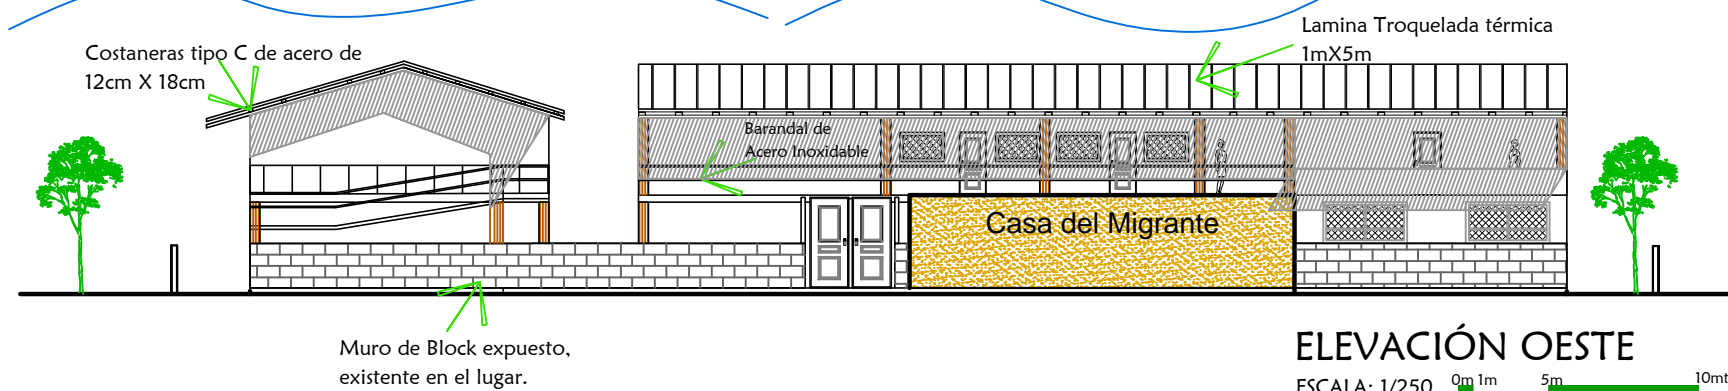 Costaneras tipo C de acero de
12cm X 18cm
Lamina Troquelada térmica
1mX5m
Barandal de
Acero Inoxidable
Casa del Migrante
Muro de Block expuesto,
existente en el lugar.
ELEVACIÓN OESTE
ESCALA: 1/250 0m 1m 5m 10mt